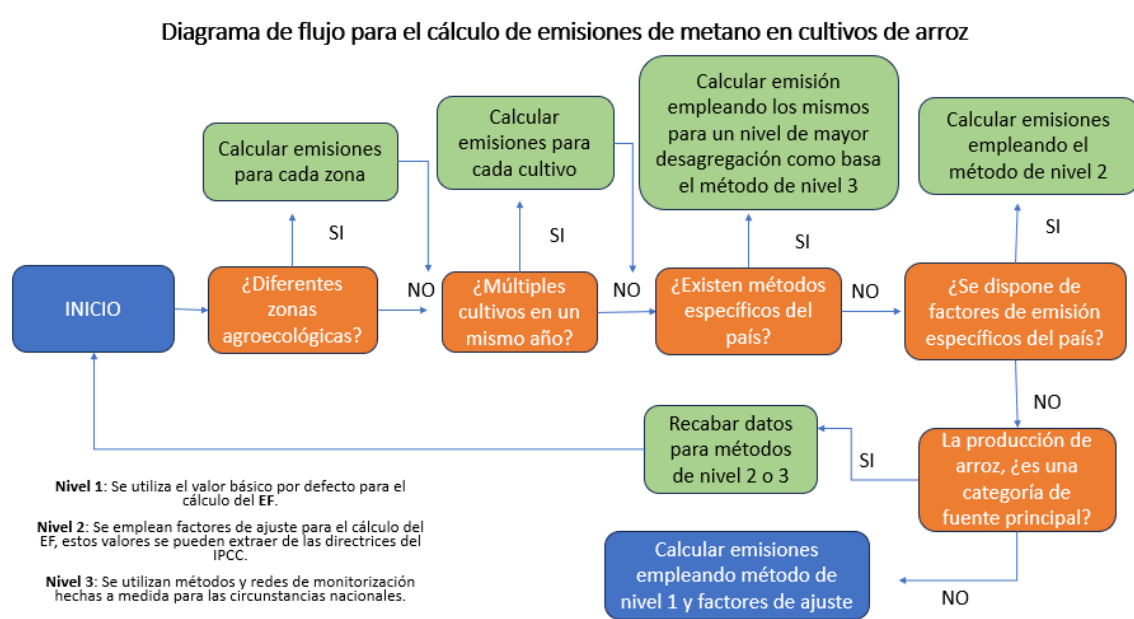 Diagrama de flujo para el cálculo de emisiones de metano en cultivos de arroz
Calcular emisiones
para cada zona
Calcular
emisiones para
cada cultivo
Calcular emisión
empleando los mismos
para un nivel de mayor
desagregación como basa
el método de nivel 3
Calcular emisiones
empleando el
método de nivel 2
SI
SI
SI
SI
INICIO
¿Diferentes
zonas
agroecológicas?
NO
¿Múltiples
cultivos en un
mismo año?
NO
¿Existen métodos
específicos del
país?
NO
¿Se dispone de
factores de emisión
específicos del país?
NO
Recabar datos
para métodos
de nivel 2 o 3
SI
La producción de
arroz, ¿es una
categoría de
fuente principal?
Nivel 1: Se utiliza el valor básico por defecto para el
cálculo del EF.
Nivel 2: Se emplean factores de ajuste para el cálculo del
EF, estos valores se pueden extraer de las directrices del
IPCC.
Nivel 3: Se utilizan métodos y redes de monitorización
hechas a medida para las circunstancias nacionales.
Calcular emisiones
empleando método de
nivel 1 y factores de ajuste
NO